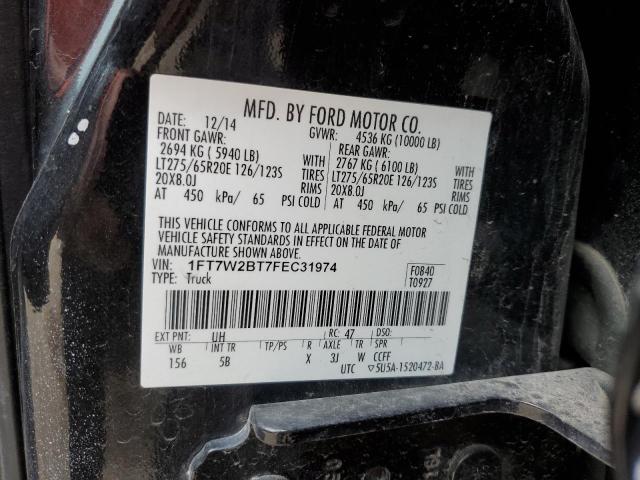 MFD. BY FORD MOTOR CO.
DATE: 12/14 GVWR: 4536 KG (10000 LB)
FRONT GAWR: REAR GAWR:
2694 KG (5940 LB) WITH 2767 KG (6100 LB) WITH
LT275/65R20E 126/123S TIRES LT275/65R20E 126/123S TIRES
20X8.0J RIMS 20X8.0J RIMS
AT 450 kPa/ 65 PSI COLD AT 450 kPa/ 65 PSI COLD
THIS VEHICLE CONFORMS TO ALL APPLICABLE FEDERAL MOTOR
VEHICLE SAFETY STANDARDS IN EFFECT ON THE DATE OF
MANUFACTURE SHOWN ABOVE.
VIN: 1FT7W2BT7FEC31974 F0840
TYPE: Truck T0927
EXT PNT: UH RC: 47 DSO:
WB INT TR TP/PS R AXLE TR SPR
156 5B X 3J W CCFF
UTC 5U5A-1520472-BA